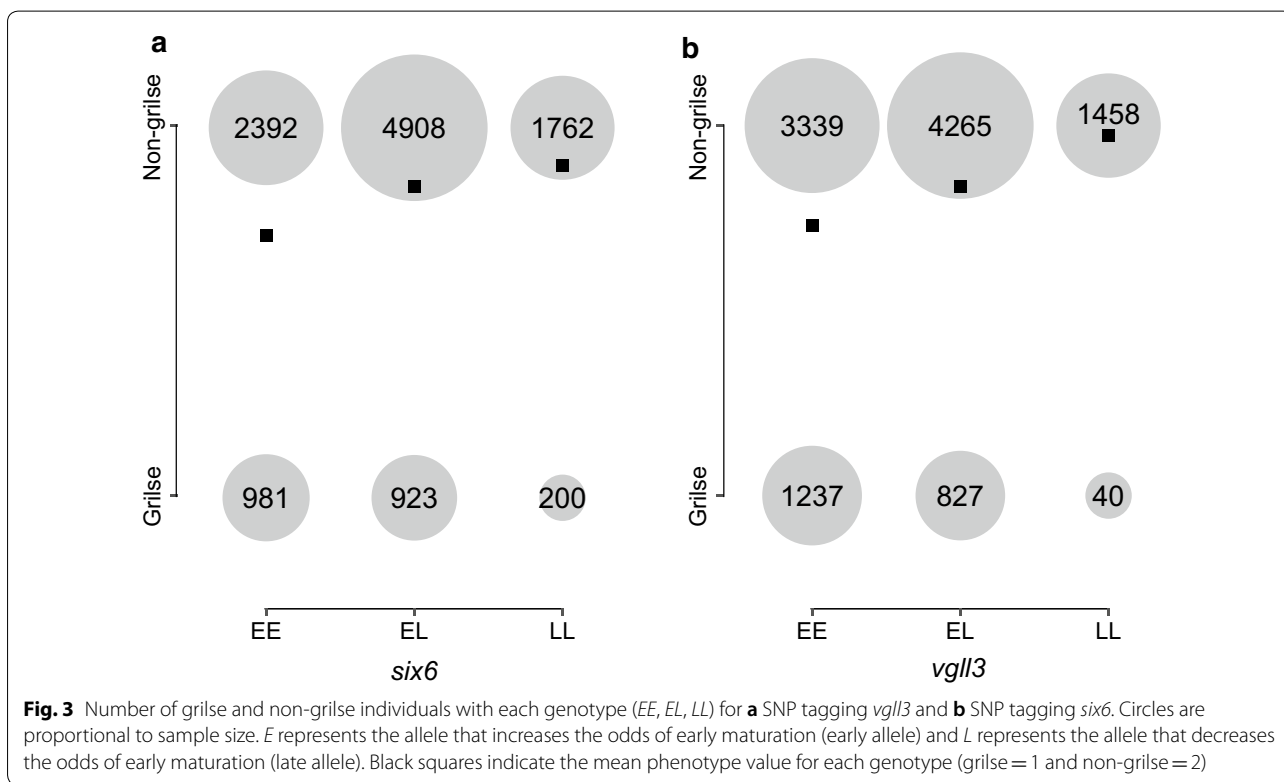 a
b
Non-grilse
2392 4908 1762
Non-grilse
3339 4265 1458
Grilse
981 923 200
Grilse
1237 827 40
EE EL LL
EE EL LL
six6
vgll3
Fig. 3 Number of grilse and non-grilse individuals with each genotype (EE, EL, LL) for a SNP tagging vgll3 and b SNP tagging six6. Circles are
proportional to sample size. E represents the allele that increases the odds of early maturation (early allele) and L represents the allele that decreases
the odds of early maturation (late allele). Black squares indicate the mean phenotype value for each genotype (grilse = 1 and non-grilse = 2)